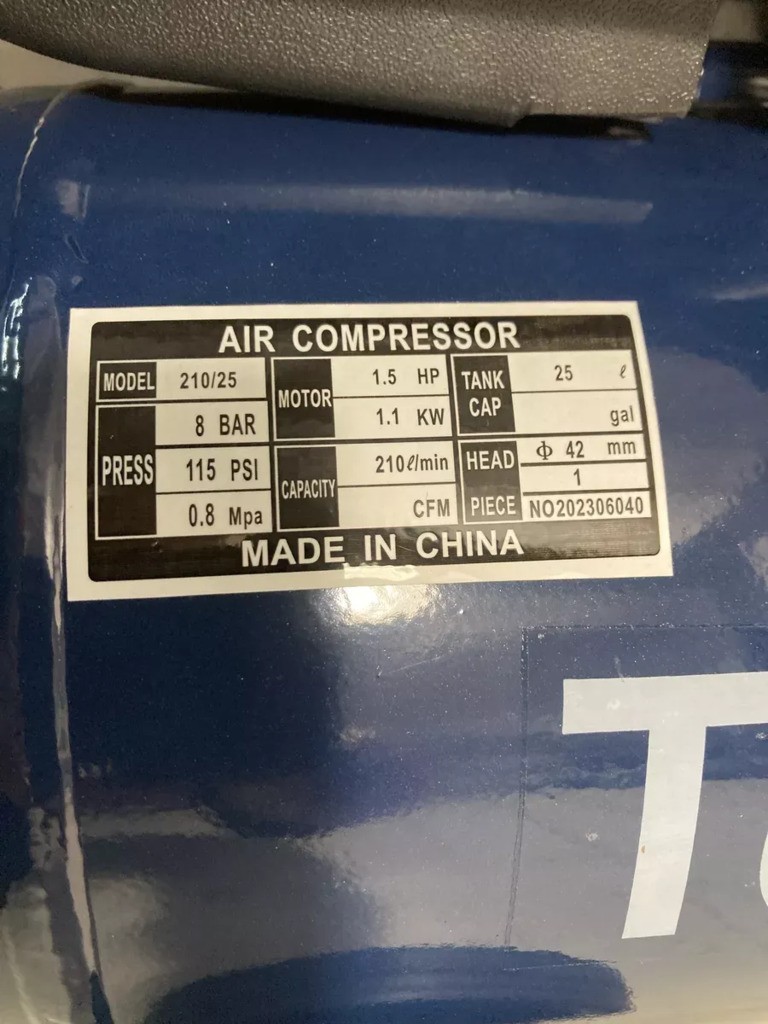 AIR COMPRESSOR
MODEL 210/25 MOTOR 1.5 HP TANK CAP 25 ℓ
1.1 KW gal
PRESS 8 BAR CAPACITY 210ℓ/min HEAD Φ 42 mm
115 PSI CFM PIECE 1
0.8 Mpa NO202306040
MADE IN CHINA
T